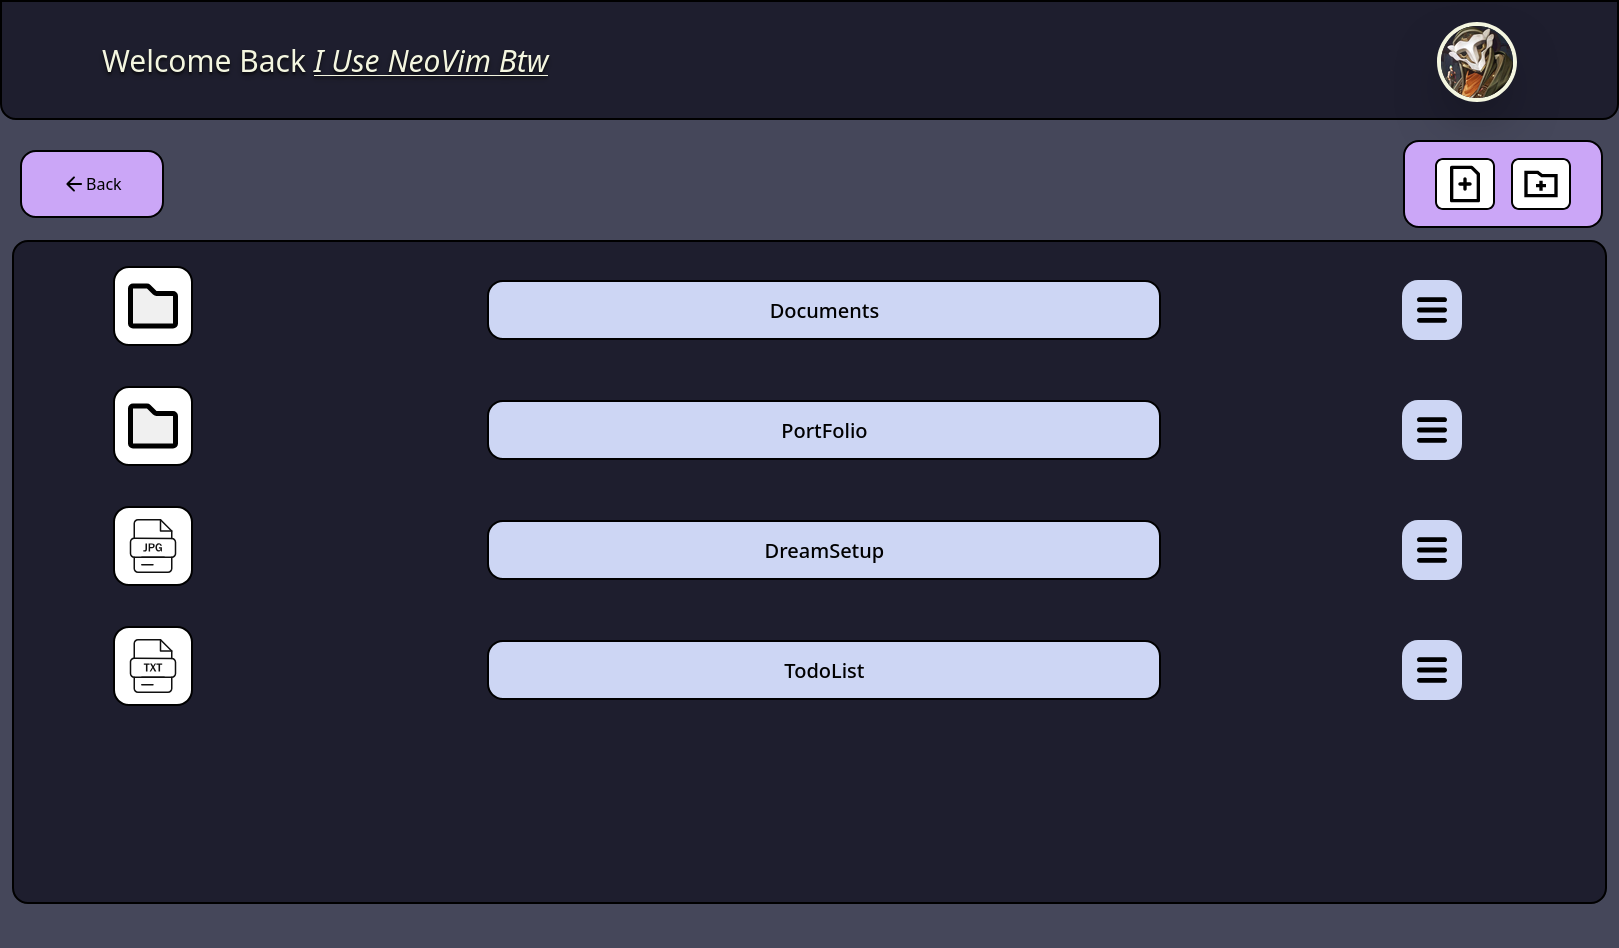 Welcome Back I Use NeoVim Btw
Back
Documents
PortFolio
JPG
DreamSetup
TXT
TodoList